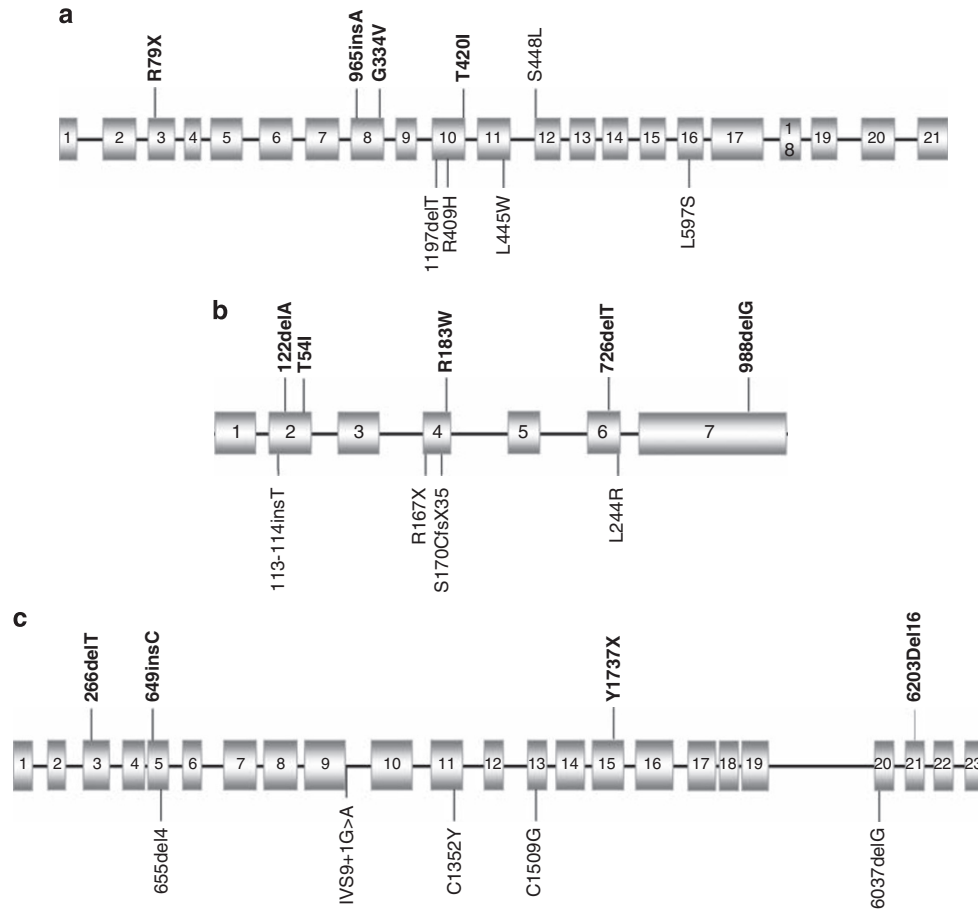 a
R79X
965insA
G334V
T420I
S448L
1 2 3 4 5 6 7 8 9 10 11 12 13 14 15 16 17 18 19 20 21
1197delT
R409H
L445W
L597S
b
122delA
T54I
R183W
726delT
988delG
1 2 3 4 5 6 7
113-114insT
R167X
S170CfsX35
L244R
c
266delT
649insC
Y1737X
6203Del16
1 2 3 4 5 6 7 8 9 10 11 12 13 14 15 16 17 18 19 20 21 22 23
655del4
IVS9+1G>A
C1352Y
C1509G
6037delG